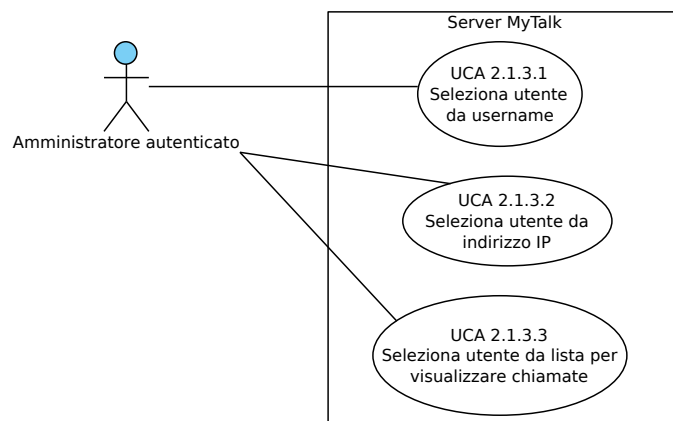 Server MyTalk
UCA 2.1.3.1
Seleziona utente
da username
Amministratore autenticato
UCA 2.1.3.2
Seleziona utente da
indirizzo IP
UCA 2.1.3.3
Seleziona utente da lista per
visualizzare chiamate